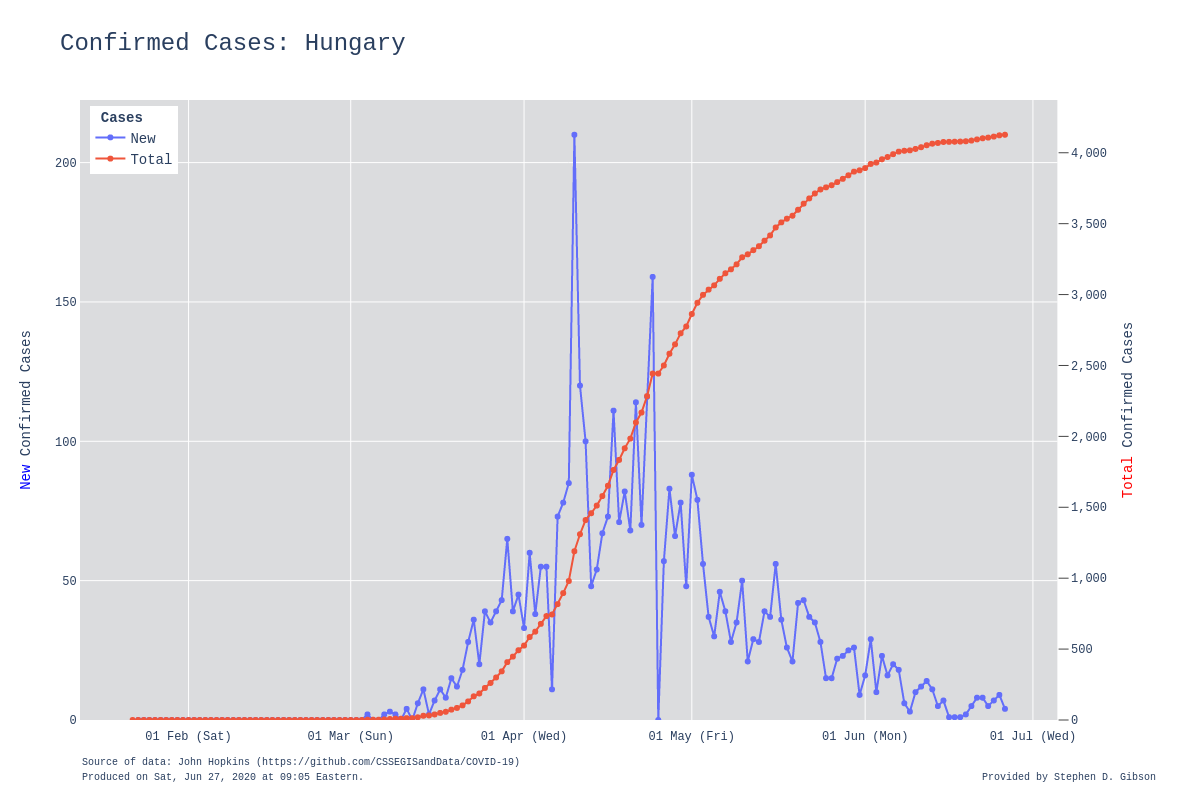 Confirmed Cases: Hungary
Cases
New
Total
200
150
100
50
0
4,000
3,500
3,000
2,500
2,000
1,500
1,000
500
0
New Confirmed Cases
Total Confirmed Cases
01 Feb (Sat)
01 Mar (Sun)
01 Apr (Wed)
01 May (Fri)
01 Jun (Mon)
01 Jul (Wed)
Source of data: John Hopkins (https://github.com/CSSEGISandData/COVID-19)
Produced on Sat, Jun 27, 2020 at 09:05 Eastern.
Provided by Stephen D. Gibson